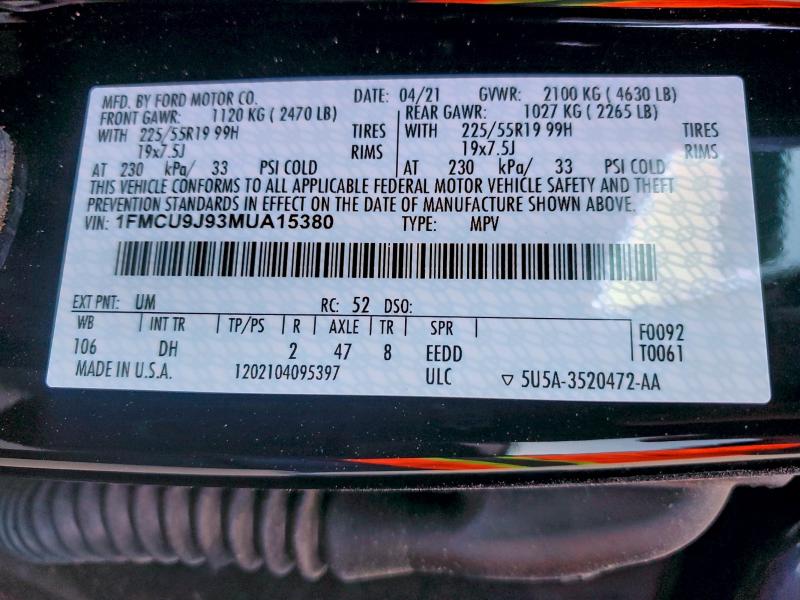 MFD. BY FORD MOTOR CO. DATE: 04/21 GVWR: 2100 KG ( 4630 LB)
FRONT GAWR: 1120 KG ( 2470 LB) REAR GAWR: 1027 KG ( 2265 LB)
WITH 225/55R19 99H TIRES WITH 225/55R19 99H TIRES
19x7.5J RIMS 19x7.5J RIMS
AT 230 kPa/ 33 PSI COLD AT 230 kPa/ 33 PSI COLD
THIS VEHICLE CONFORMS TO ALL APPLICABLE FEDERAL MOTOR VEHICLE SAFETY AND THEFT
PREVENTION STANDARDS IN EFFECT ON THE DATE OF MANUFACTURE SHOWN ABOVE.
VIN: 1FMCU9J93MUA15380 TYPE: MPV
EXT PNT: UM RC: 52 DSO:
WB INT TR TP/PS R AXLE TR SPR F0092
106 DH 2 47 8 EEDD T0061
MADE IN U.S.A. 1202104095397 ULC ▽ 5U5A-3520472-AA